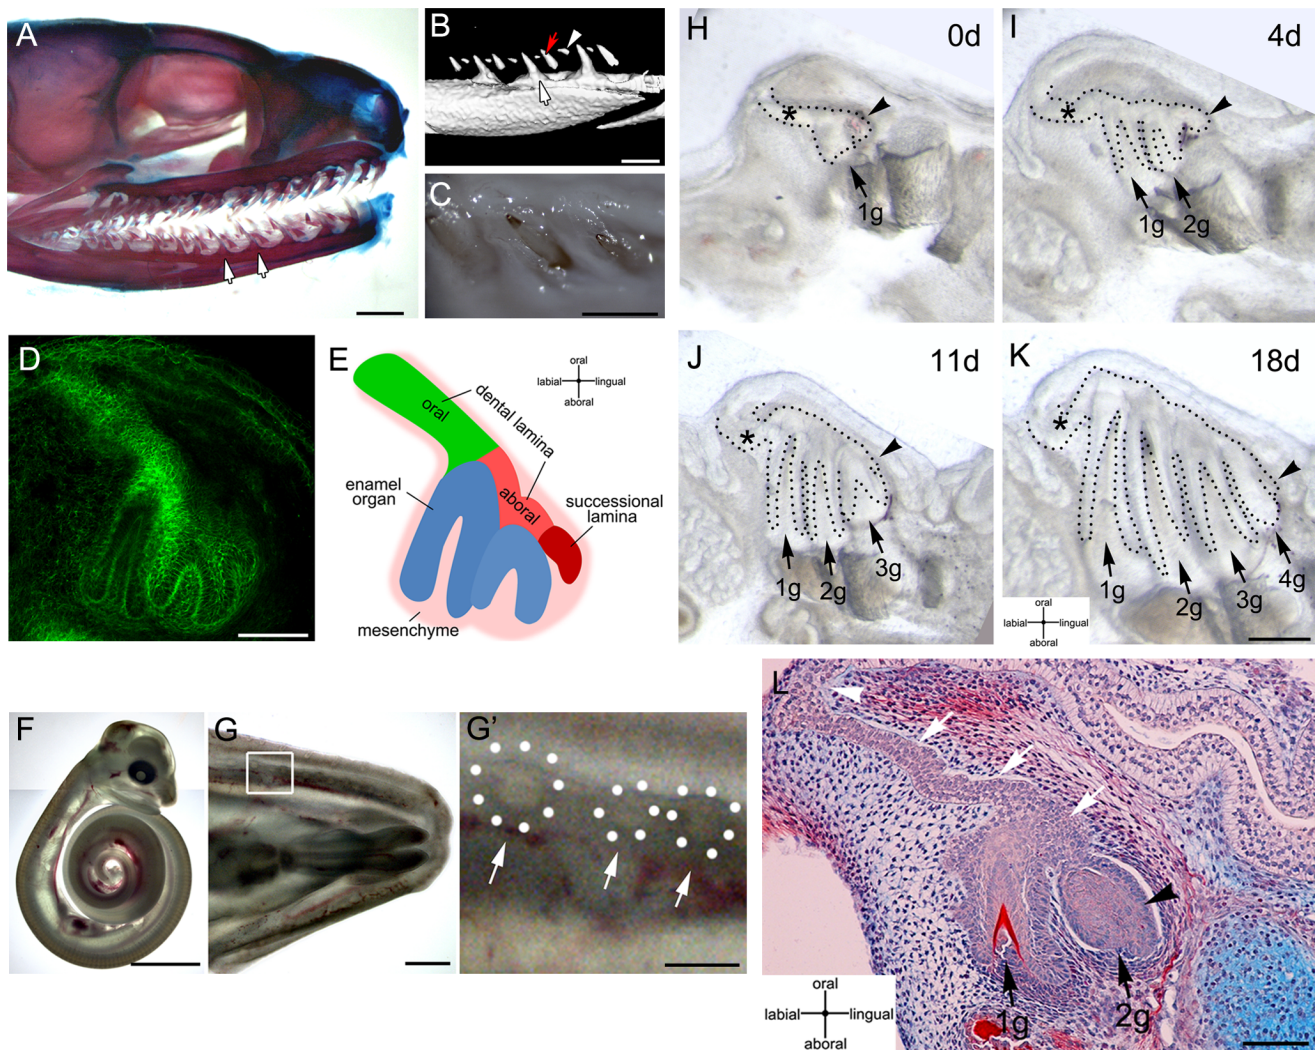 A
B
C
D
E
oral
labial
lingual
aboral
oral
dental lamina
enamel
organ
aboral
successional
lamina
mesenchyme
F
G
G'
H
0d
*
1g
I
4d
*
1g
2g
J
11d
*
1g
2g
3g
K
18d
*
1g
2g
3g
4g
oral
labial
lingual
aboral
L
1g
2g
oral
labial
lingual
aboral